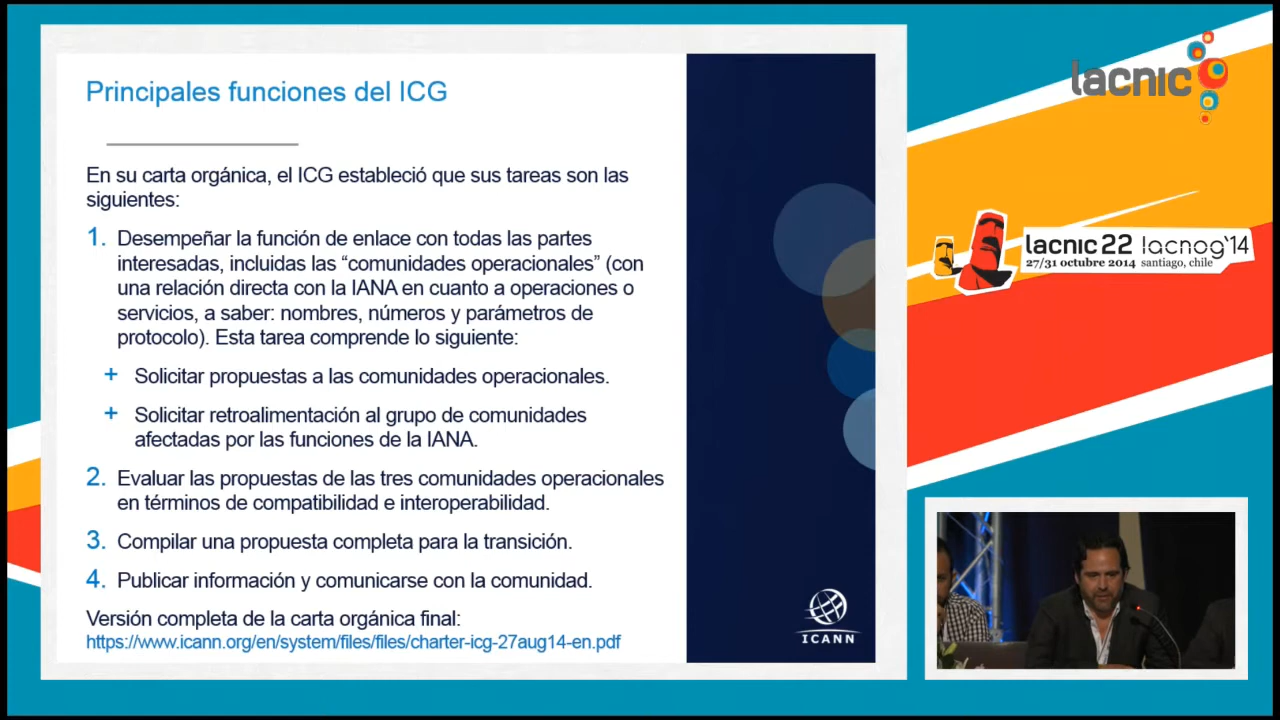 Principales funciones del ICG
En su carta orgánica, el ICG estableció que sus tareas son las
siguientes:
1. Desempeñar la función de enlace con todas las partes
interesadas, incluidas las “comunidades operacionales” (con
una relación directa con la IANA en cuanto a operaciones o
servicios, a saber: nombres, números y parámetros de
protocolo). Esta tarea comprende lo siguiente:
+ Solicitar propuestas a las comunidades operacionales.
+ Solicitar retroalimentación al grupo de comunidades
afectadas por las funciones de la IANA.
2. Evaluar las propuestas de las tres comunidades operacionales
en términos de compatibilidad e interoperabilidad.
3. Compilar una propuesta completa para la transición.
4. Publicar información y comunicarse con la comunidad.
Versión completa de la carta orgánica final:
https://www.icann.org/en/system/files/files/charter-icg-27aug14-en.pdf
ICANN
lacnic
lacnic 22 lacnog'14
27/31 octubre 2014 santiago, chile